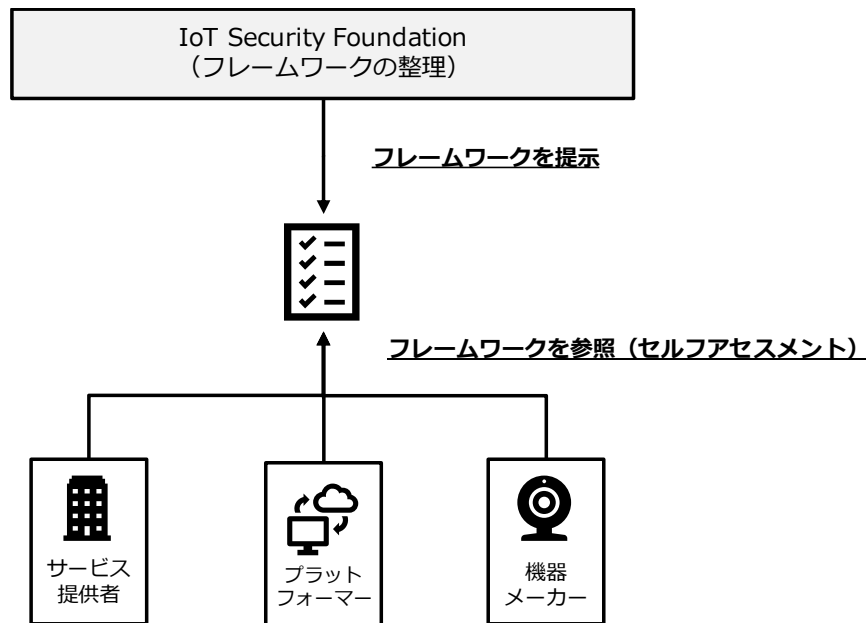 IoT Security Foundation
（フレームワークの整理）
フレームワークを提示
フレームワークを参照（セルフアセスメント）
サービス
提供者
プラット
フォーマー
機器
メーカー